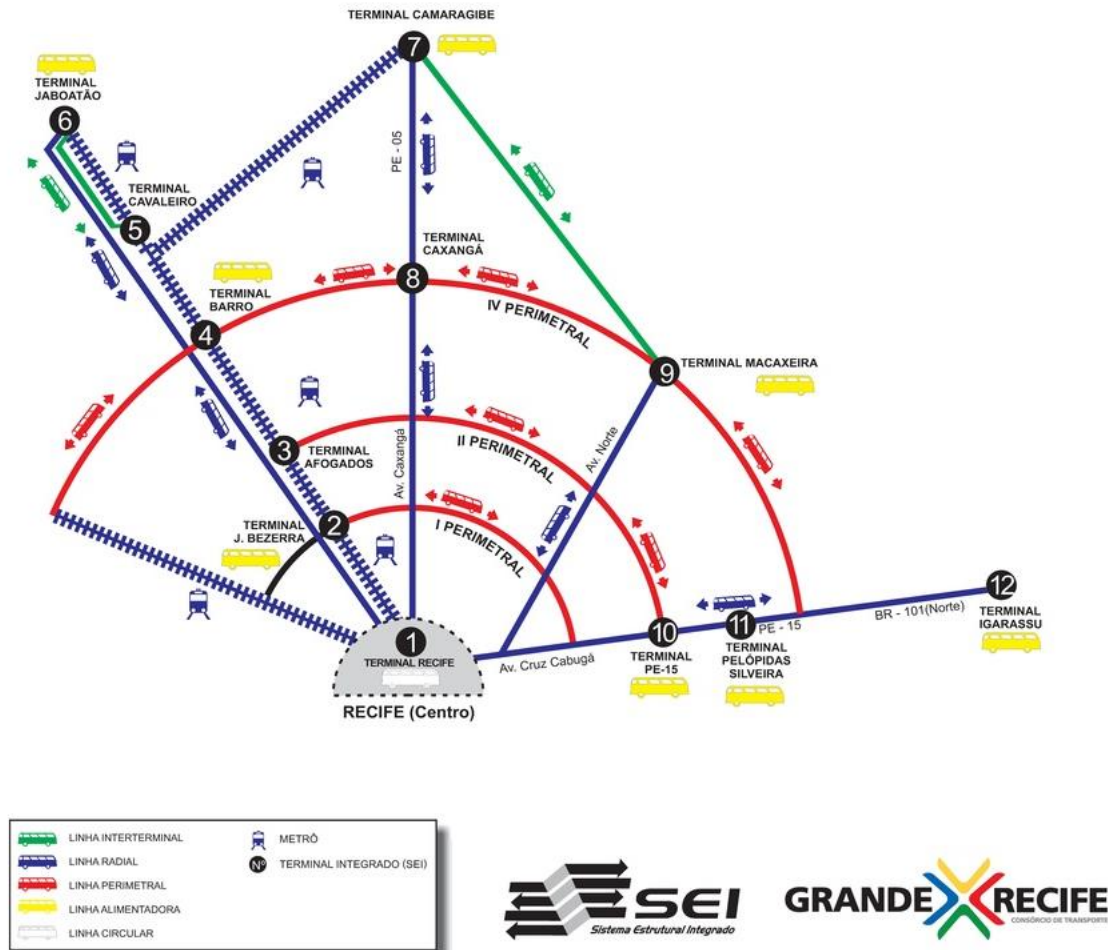 TERMINAL CAMARAGIBE
7
TERMINAL
JABOATÃO
6
PE - 05
TERMINAL
CAVALEIRO
5
TERMINAL
CAXANGÁ
8
TERMINAL
BARRO
4
IV PERIMETRAL
TERMINAL MACAXEIRA
9
3
TERMINAL
AFOGADOS
II PERIMETRAL
Av. Caxangá
Av. Norte
TERMINAL
J. BEZERRA
2
I PERIMETRAL
1
TERMINAL RECIFE
RECIFE (Centro)
Av. Cruz Cabugá
10
TERMINAL
PE-15
11
TERMINAL
PELÓPIDAS
SILVEIRA
PE - 15
BR - 101(Norte)
12
TERMINAL
IGARASSU
LINHA INTERTERMINAL
LINHA RADIAL
LINHA PERIMETRAL
LINHA ALIMENTADORA
LINHA CIRCULAR
METRÔ
Nº TERMINAL INTEGRADO (SEI)
SEI
Sistema Estrutural Integrado
GRANDE RECIFE
CONSÓRCIO DE TRANSPORTE